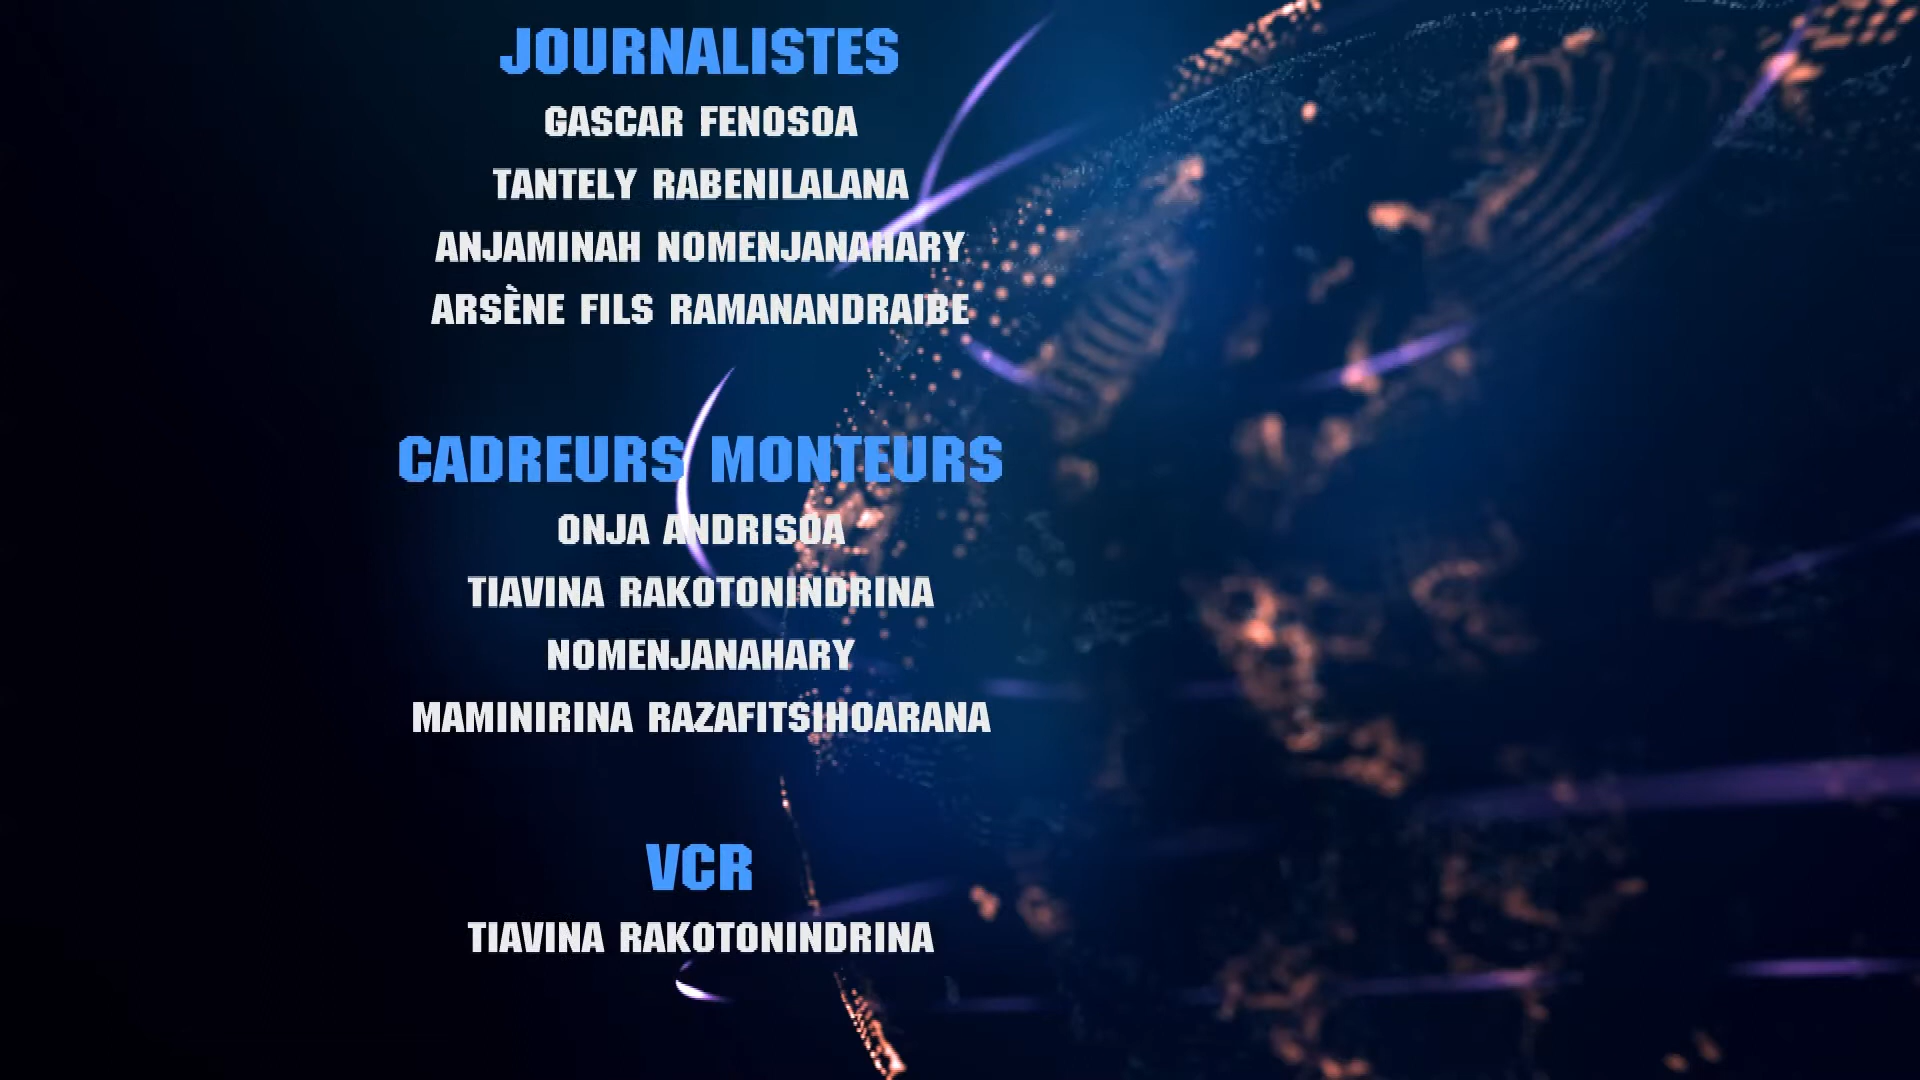 JOURNALISTES
GASCAR FENOSOA
TANTELY RABENILALANA
ANJAMINAH NOMENJANAHARY
ARSÈNE FILS RAMANANDRAIBE
CADREURS MONTEURS
ONJA ANDRISOA
TIAVINA RAKOTONINDRINA
NOMENJANAHARY
MAMINIRINA RAZAFITSIHOARANA
VCR
TIAVINA RAKOTONINDRINA